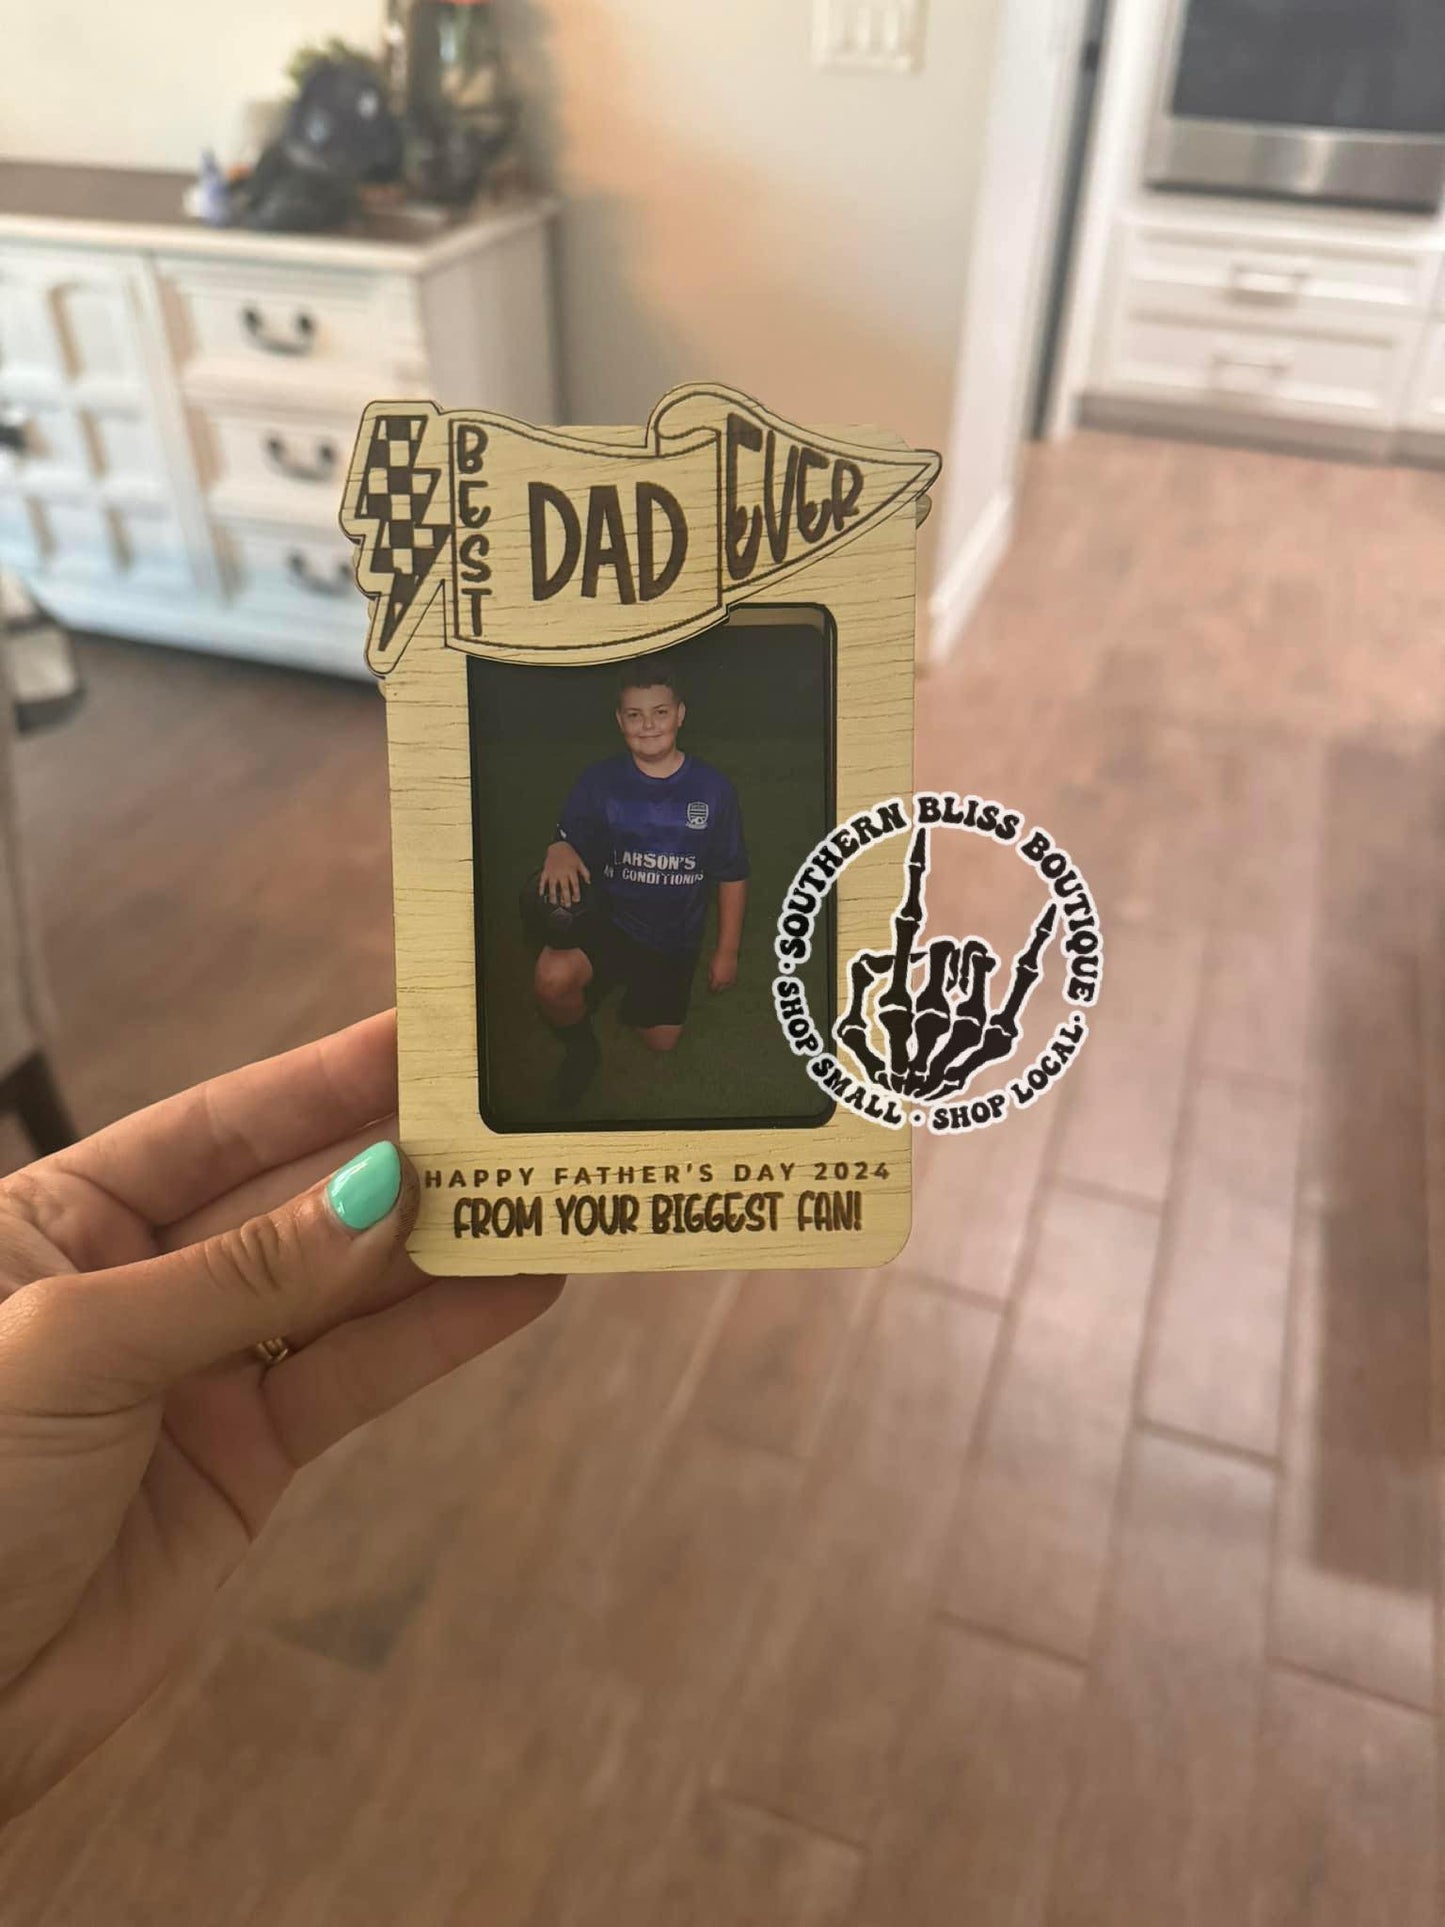 BEST
DAD
EVER
LARSON'S
AIR CONDITIONING
HAPPY FATHER'S DAY 2024
FROM YOUR BIGGEST FAN!
· SOUTHERN BLISS BOUTIQUE ·
SHOP SMALL · SHOP LOCAL